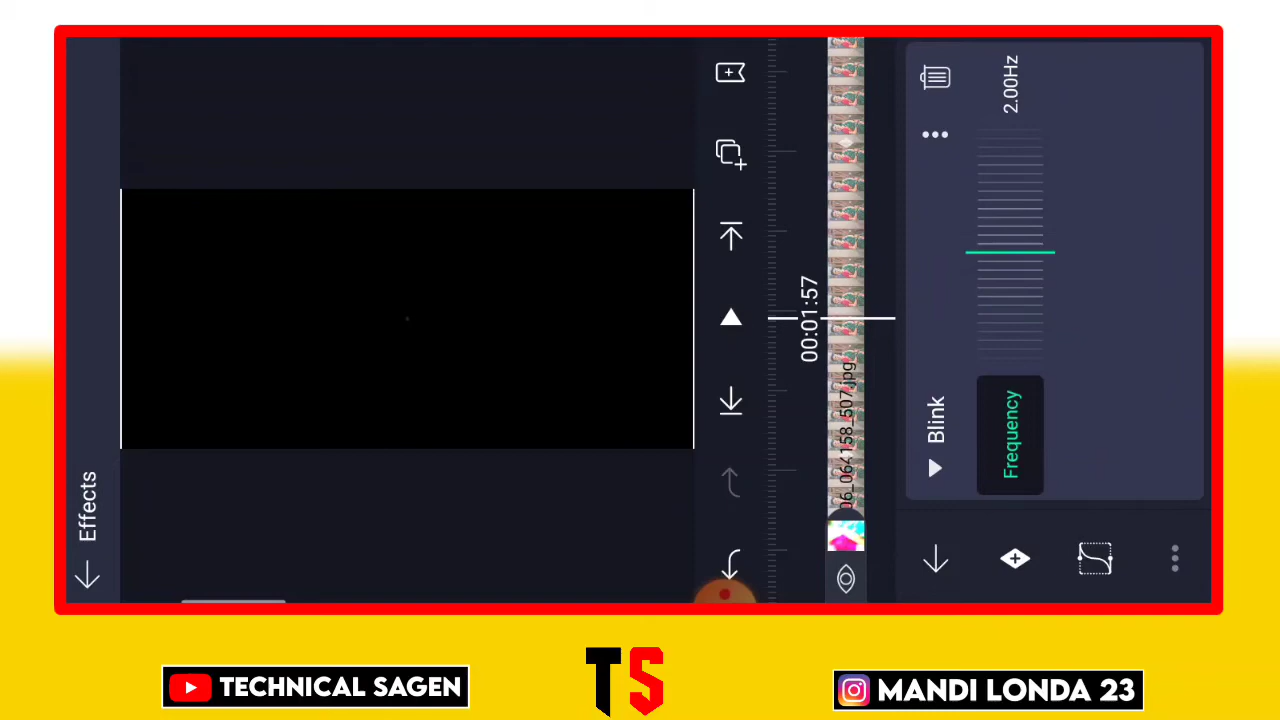 Effects
00:01:57
06_064158_507.jpg
Blink
Frequency
2.00Hz
TECHNICAL SAGEN
TS
MANDI LONDA 23